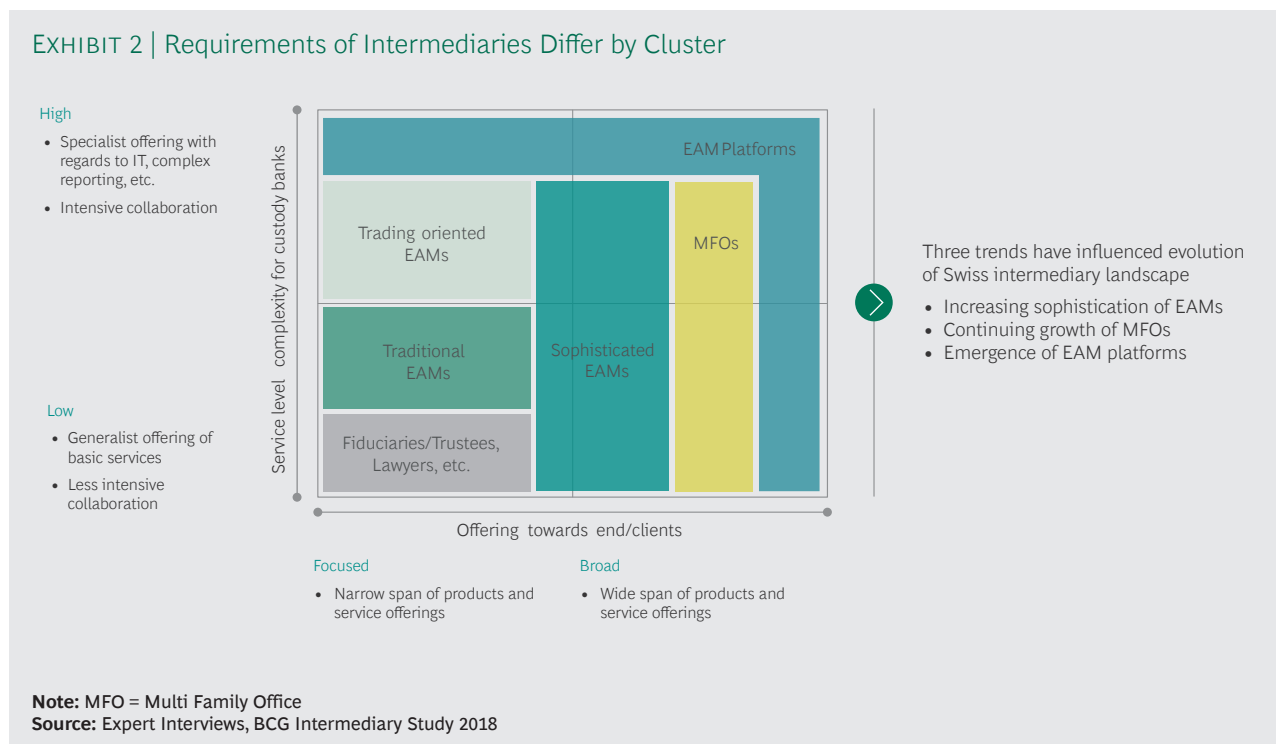 EXHIBIT 2 | Requirements of Intermediaries Differ by Cluster
High
• Specialist offering with
regards to IT, complex
reporting, etc.
• Intensive collaboration
Low
• Generalist offering of
basic services
• Less intensive
collaboration
Service level complexity for custody banks
EAM Platforms
Trading oriented
EAMs
MFOs
Traditional
EAMs
Sophisticated
EAMs
Fiduciaries/Trustees,
Lawyers, etc.
Offering towards end/clients
Focused
• Narrow span of products and
service offerings
Broad
• Wide span of products and
service offerings
Three trends have influenced evolution
of Swiss intermediary landscape
• Increasing sophistication of EAMs
• Continuing growth of MFOs
• Emergence of EAM platforms
Note: MFO = Multi Family Office
Source: Expert Interviews, BCG Intermediary Study 2018